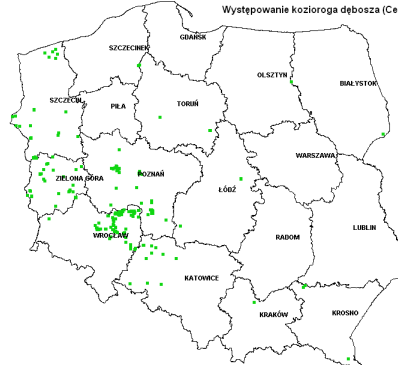 Występowanie kozioroga dębosza (Ce
GDAŃSK
SZCZECINEK
OLSZTYN
BIAŁYSTOK
SZCZECIN
PIŁA
TORUŃ
WARSZAWA
ZIELONA GÓRA
POZNAŃ
ŁÓDŹ
LUBLIN
WROCŁAW
RADOM
KATOWICE
KRAKÓW
KROSNO